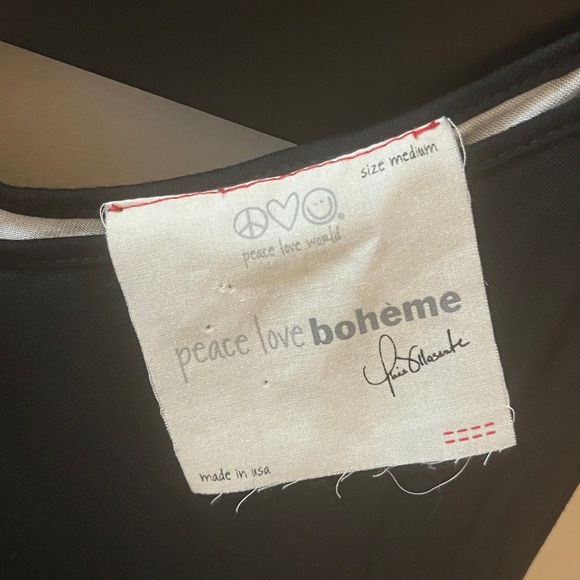 size medium
peace love world
peace love bohème
made in usa